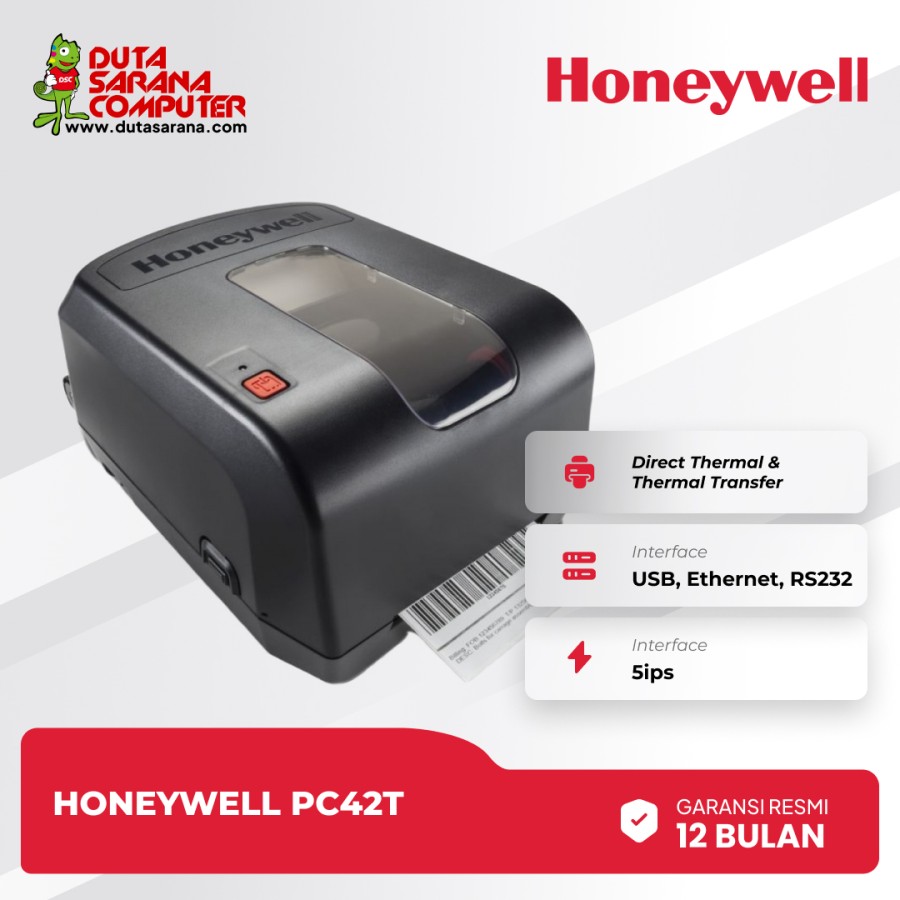 DUTA
SARANA
COMPUTER
DSC
www.dutasarana.com
Honeywell
Honeywell
Direct Thermal &
Thermal Transfer
Interface
USB, Ethernet, RS232
Interface
5ips
HONEYWELL PC42T
GARANSI RESMI
12 BULAN